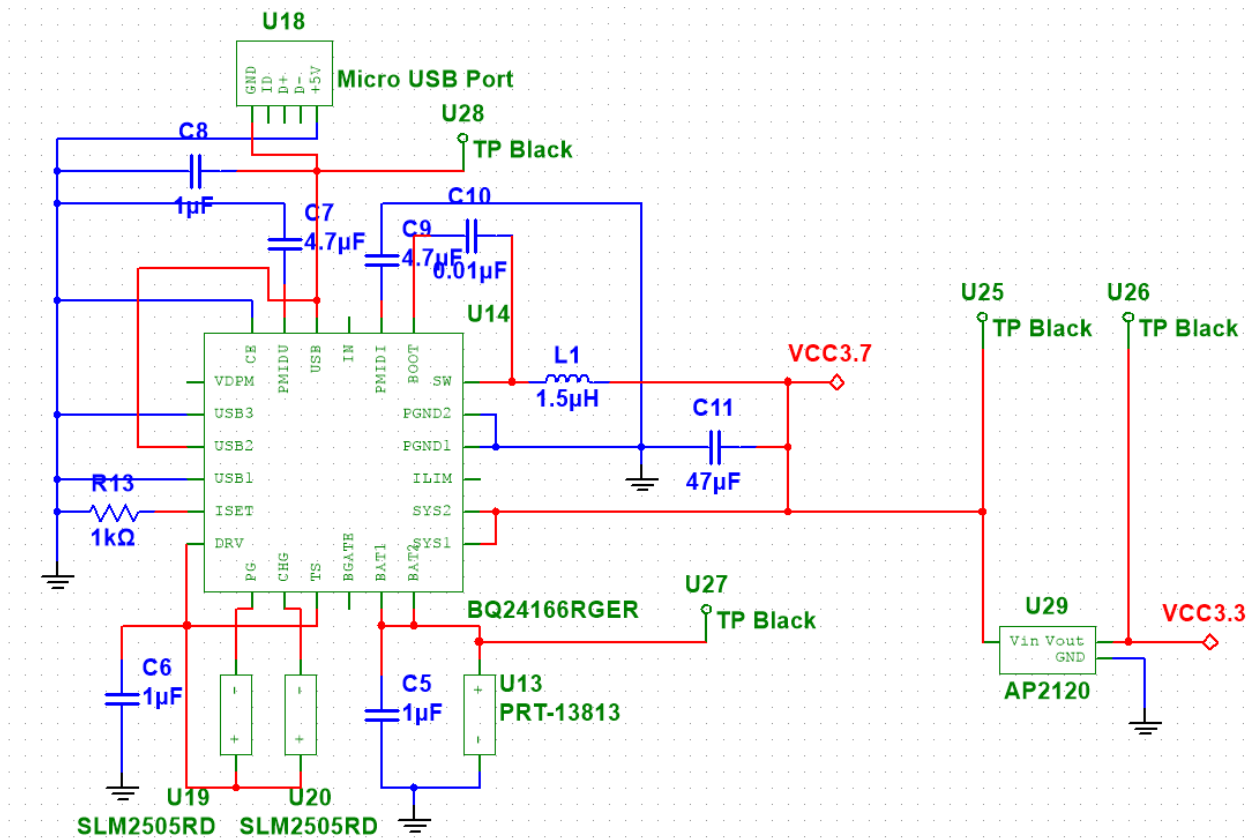 U18
GND
ID
D+
D-
+5V
Micro USB Port
U28
TP Black
C8
1µF
C7
4.7µF
C10
C9
4.7µF
0.01µF
U14
CE
PMIDU
USB
IN
PMIDI
BOOT
VDPM
USB3
USB2
USB1
ISET
DRV
SW
PGND2
PGND1
ILIM
SYS2
SYS1
PG
CHG
TS
BGATE
BAT1
BAT2
BQ24166RGER
R13
1kΩ
L1
1.5µH
VCC3.7
C11
47µF
U25
TP Black
U26
TP Black
U27
TP Black
U29
Vin Vout
GND
AP2120
VCC3.3
C6
1µF
C5
1µF
U13
PRT-13813
+
-
-
+
-
+
U19
SLM2505RD
U20
SLM2505RD